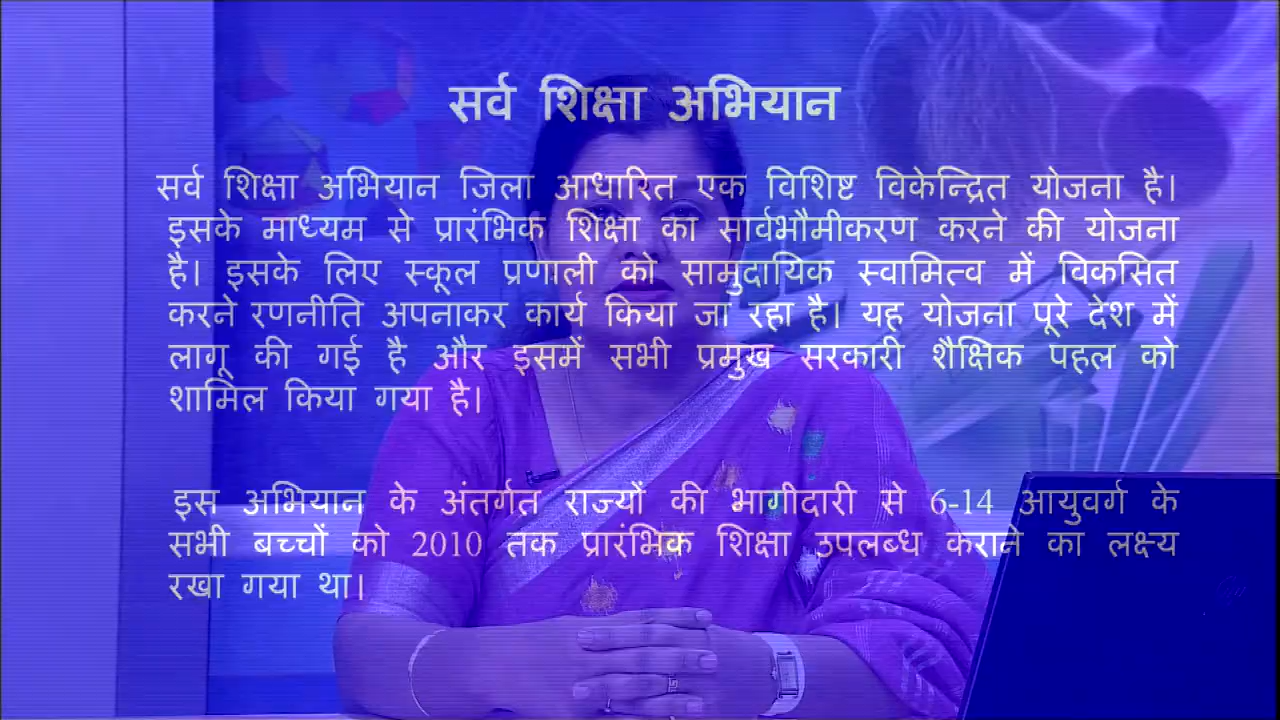 सर्व शिक्षा अभियान
सर्व शिक्षा अभियान जिला आधारित एक विशिष्ट विकेन्द्रित योजना है।
इसके माध्यम से प्रारंभिक शिक्षा का सार्वभौमीकरण करने की योजना
है। इसके लिए स्कूल प्रणाली को सामुदायिक स्वामित्व में विकसित
करने रणनीति अपनाकर कार्य किया जा रहा है। यह योजना पूरे देश में
लागू की गई है और इसमें सभी प्रमुख सरकारी शैक्षिक पहल को
शामिल किया गया है।
इस अभियान के अंतर्गत राज्यों की भागीदारी से 6-14 आयुवर्ग के
सभी बच्चों को 2010 तक प्रारंभिक शिक्षा उपलब्ध कराने का लक्ष्य
रखा गया था।